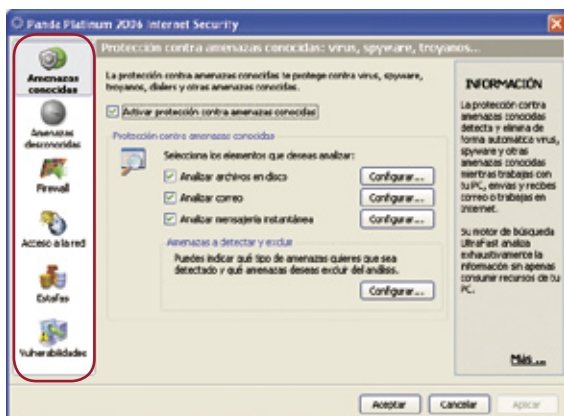 Panda Platinum 2006 Internet Security
Protección contra amenazas conocidas: virus, spyware, troyanos...
Amenazas
conocidas
Amenazas
desconocidas
Firewall
Acceso a la red
Estafas
Vulnerabilidades
La protección contra amenazas conocidas te protege contra virus, spyware,
troyanos, dialers y otras amenazas conocidas.
Activar protección contra amenazas conocidas
Protección contra amenazas conocidas
Selecciona los elementos que deseas analizar:
Analizar archivos en disco
Configurar...
Analizar correo
Configurar...
Analizar mensajería instantánea
Configurar...
Amenazas a detectar y excluir
Puedes indicar qué tipo de amenazas quieres que sea
detectado y qué amenazas deseas excluir del análisis.
Configurar...
INFORMACIÓN
La protección contra
amenazas conocidas
detecta y elimina de
forma automática virus,
spyware y otras
amenazas conocidas
mientras trabajas con
tu PC, envías y recibes
correo o trabajas en
Internet.
Su motor de búsqueda
UltraFast analiza
exhaustivamente la
información sin apenas
consumir recursos de tu
PC.
Más...
Aceptar
Cancelar
Aplicar